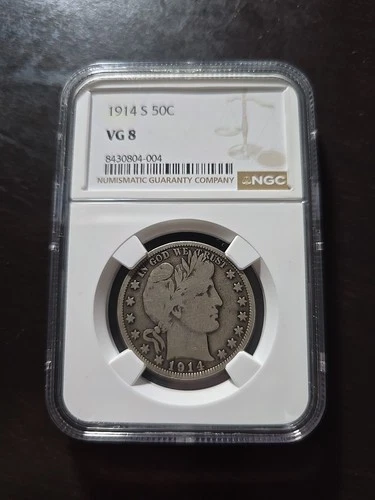 1914 S 50C
VG 8
8430804-004
NUMISMATIC GUARANTY COMPANY
NGC
IN GOD WE TRUST
1914